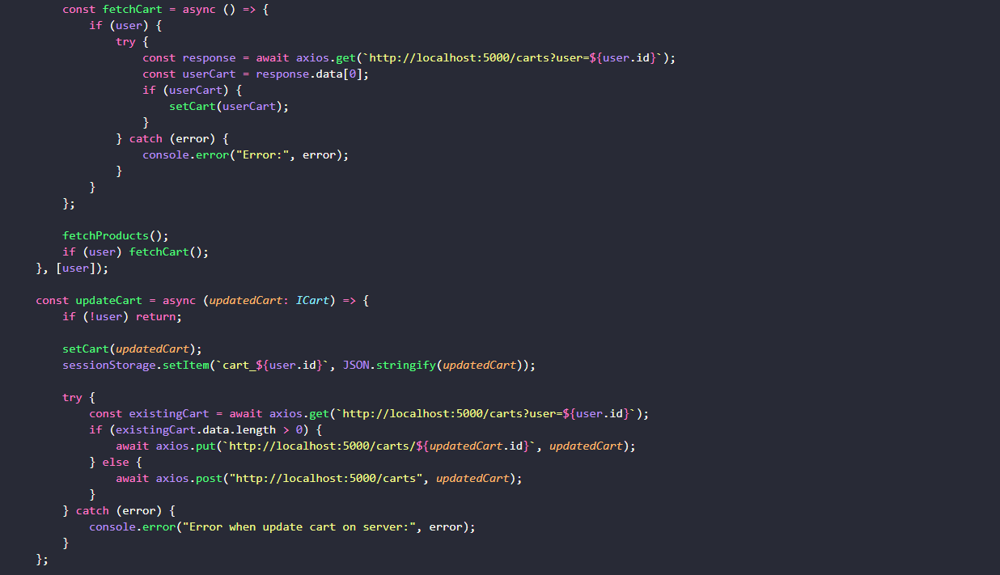 const fetchCart = async () => {
if (user) {
try {
const response = await axios.get(`http://localhost:5000/carts?user=${user.id}`);
const userCart = response.data[0];
if (userCart) {
setCart(userCart);
}
} catch (error) {
console.error("Error:", error);
}
}
};
fetchProducts();
if (user) fetchCart();
}, [user]);
const updateCart = async (updatedCart: ICart) => {
if (!user) return;
setCart(updatedCart);
sessionStorage.setItem(`cart_${user.id}`, JSON.stringify(updatedCart));
try {
const existingCart = await axios.get(`http://localhost:5000/carts?user=${user.id}`);
if (existingCart.data.length > 0) {
await axios.put(`http://localhost:5000/carts/${updatedCart.id}`, updatedCart);
} else {
await axios.post("http://localhost:5000/carts", updatedCart);
}
} catch (error) {
console.error("Error when update cart on server:", error);
}
};